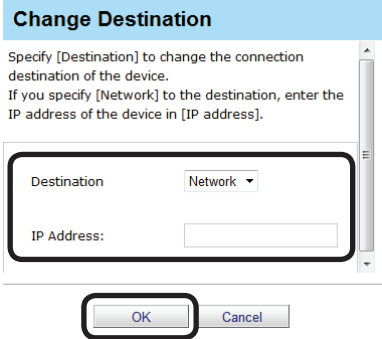 Change Destination
Specify [Destination] to change the connection
destination of the device.
If you specify [Network] to the destination, enter the
IP address of the device in [IP address].
Destination Network
IP Address:
OK Cancel